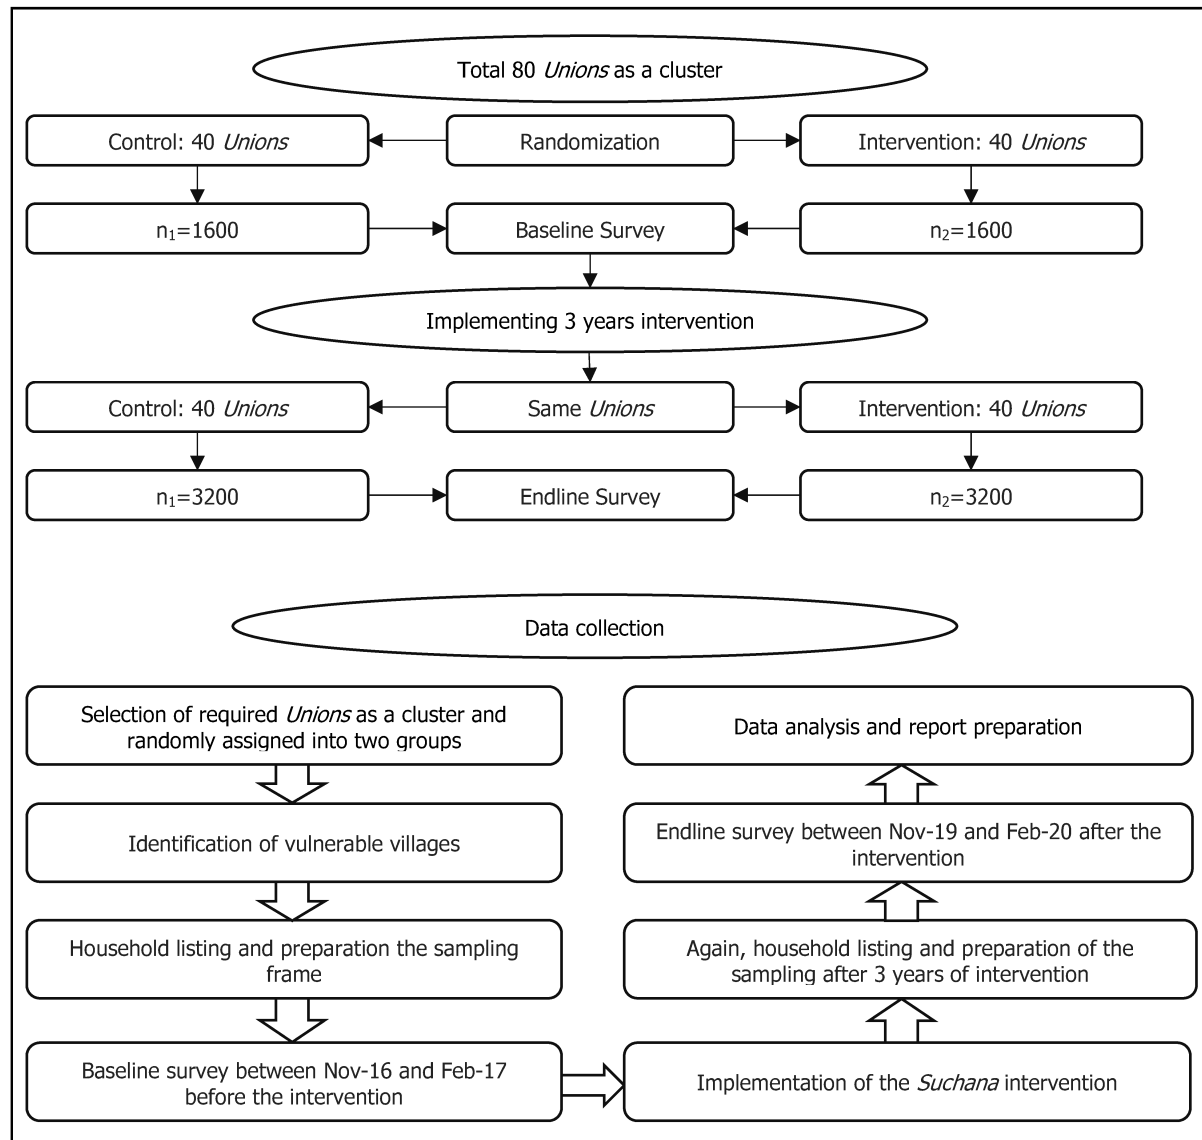 Total 80 Unions as a cluster
Control: 40 Unions
Randomization
Intervention: 40 Unions
n₁=1600
Baseline Survey
n₂=1600
Implementing 3 years intervention
Control: 40 Unions
Same Unions
Intervention: 40 Unions
n₁=3200
Endline Survey
n₂=3200
Data collection
Selection of required Unions as a cluster and
randomly assigned into two groups
Identification of vulnerable villages
Household listing and preparation the sampling
frame
Baseline survey between Nov-16 and Feb-17
before the intervention
Implementation of the Suchana intervention
Again, household listing and preparation of the
sampling after 3 years of intervention
Endline survey between Nov-19 and Feb-20 after the
intervention
Data analysis and report preparation